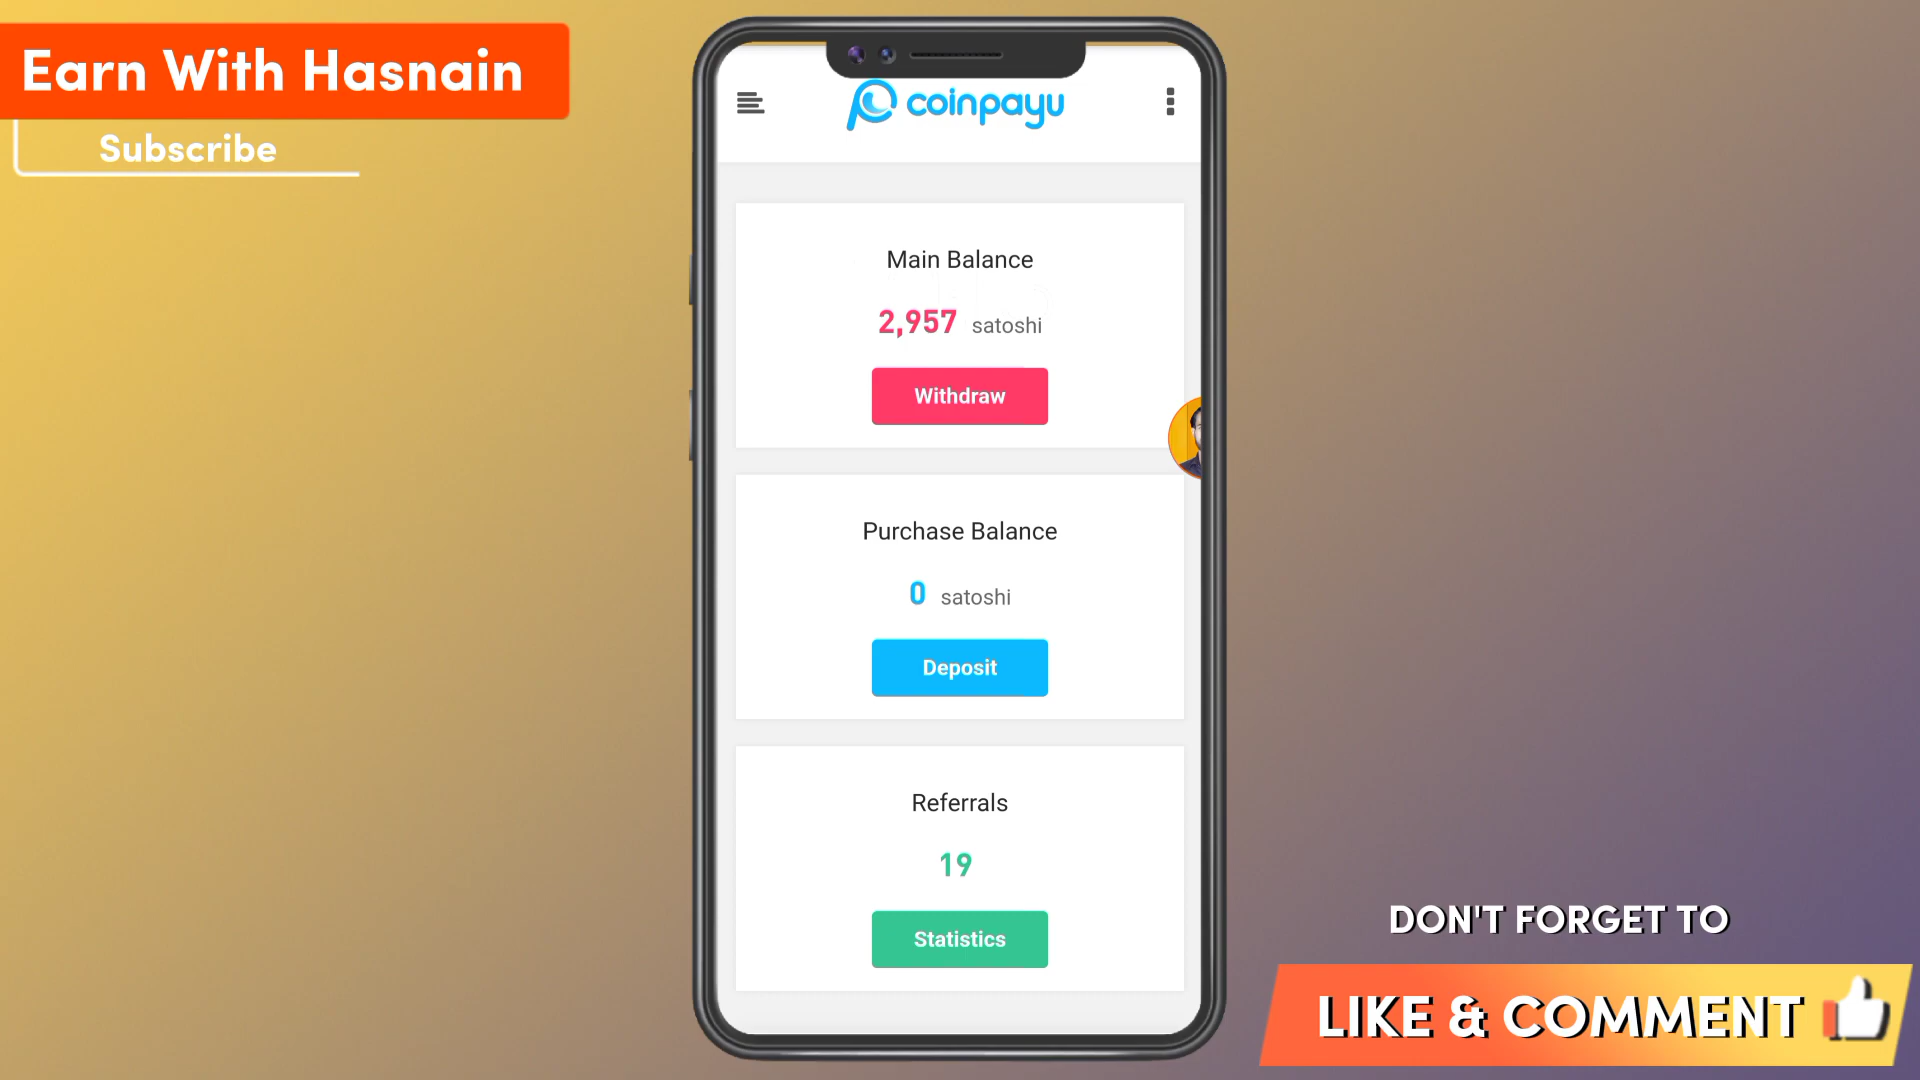 Earn With Hasnain
Subscribe
coinpayu
Main Balance
2,957 satoshi
Withdraw
Purchase Balance
0 satoshi
Deposit
Referrals
19
Statistics
DON'T FORGET TO
LIKE & COMMENT